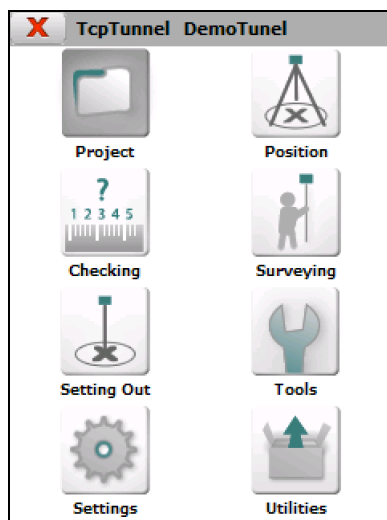 X TcpTunnel DemoTunel
Project Position
?
1 2 3 4 5
Checking Surveying
Setting Out Tools
Settings Utilities